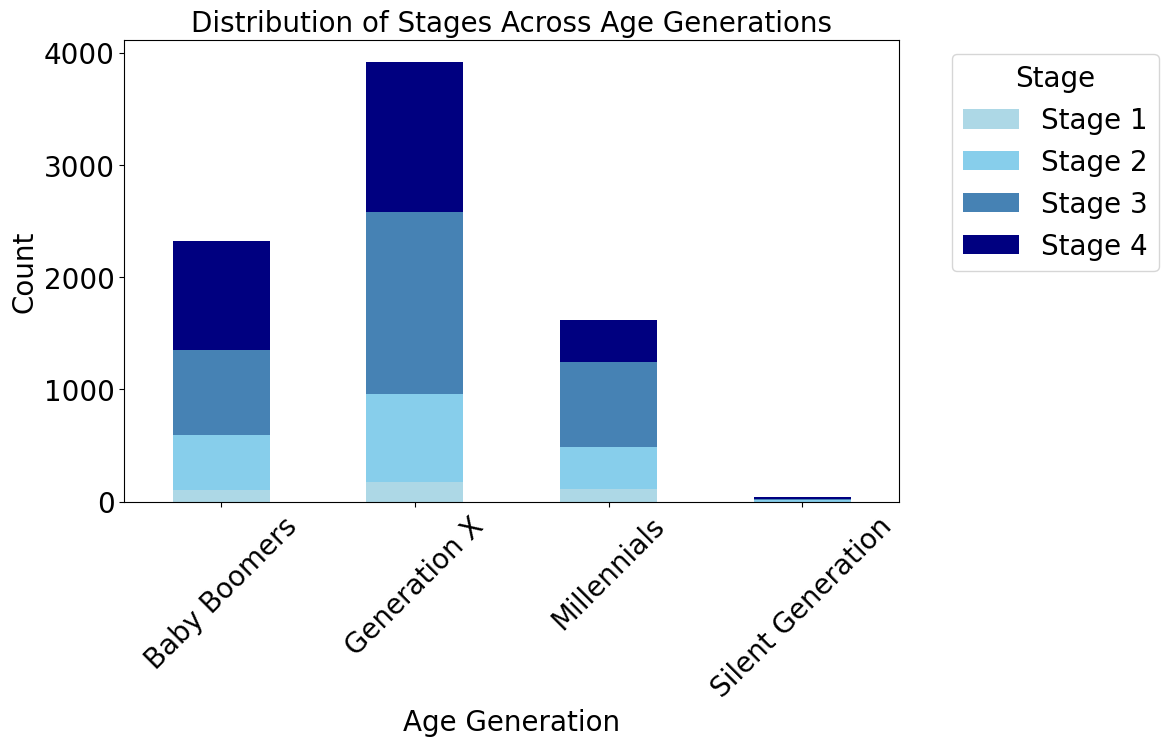 Distribution of Stages Across Age Generations
Count
4000
3000
2000
1000
0
Baby Boomers
Generation X
Millennials
Silent Generation
Age Generation
Stage
Stage 1
Stage 2
Stage 3
Stage 4